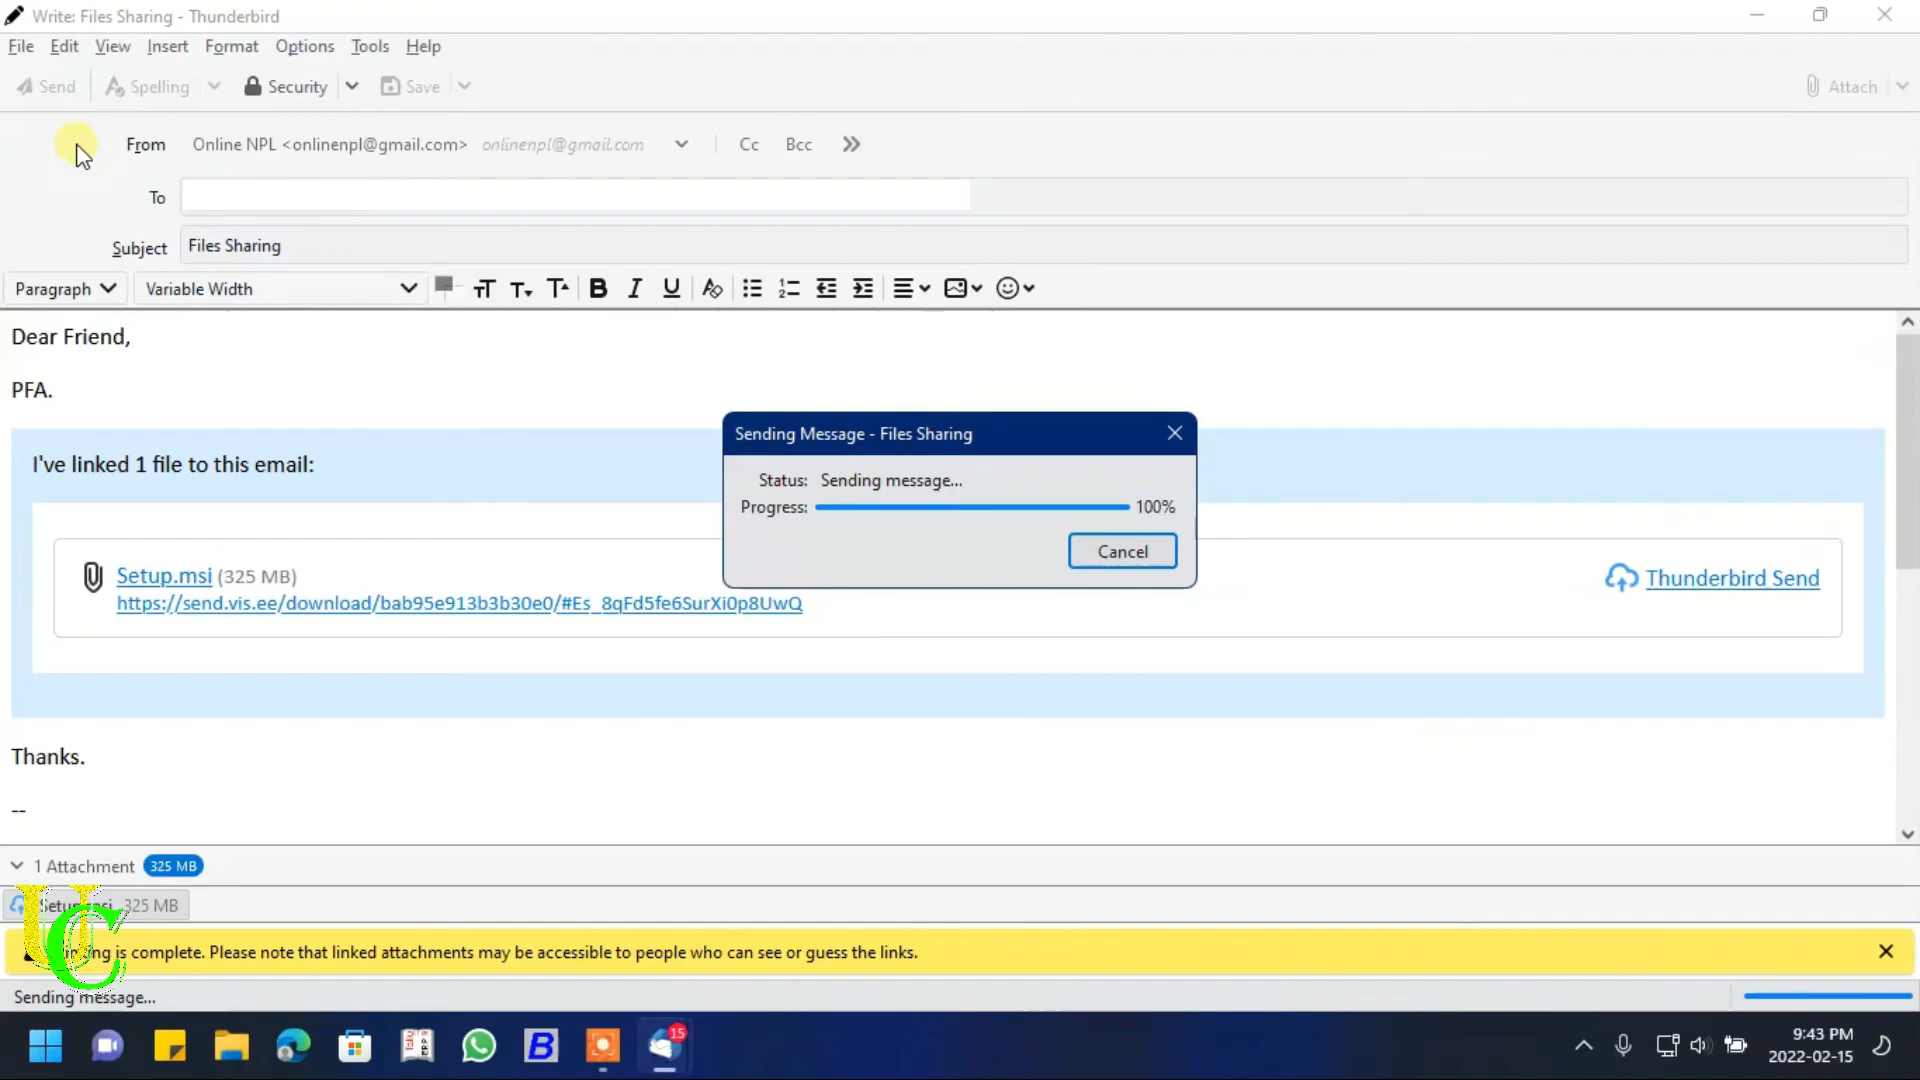 Write: Files Sharing - Thunderbird
File Edit View Insert Format Options Tools Help
Send Spelling Security Save Attach
From Online NPL <onlinenpl@gmail.com> onlinenpl@gmail.com Cc Bcc
To
Subject Files Sharing
Paragraph Variable Width
Dear Friend,
PFA.
I've linked 1 file to this email:
Setup.msi (325 MB)
https://send.vis.ee/download/bab95e913b3b30e0/#Es_8qFd5fe6SurXi0p8UwQ
Thunderbird Send
Sending Message - Files Sharing
Status: Sending message...
Progress: 100%
Cancel
Thanks.
--
1 Attachment 325 MB
325 MB
UC
is complete. Please note that linked attachments may be accessible to people who can see or guess the links.
Sending message...
B
15
9:43 PM
2022-02-15